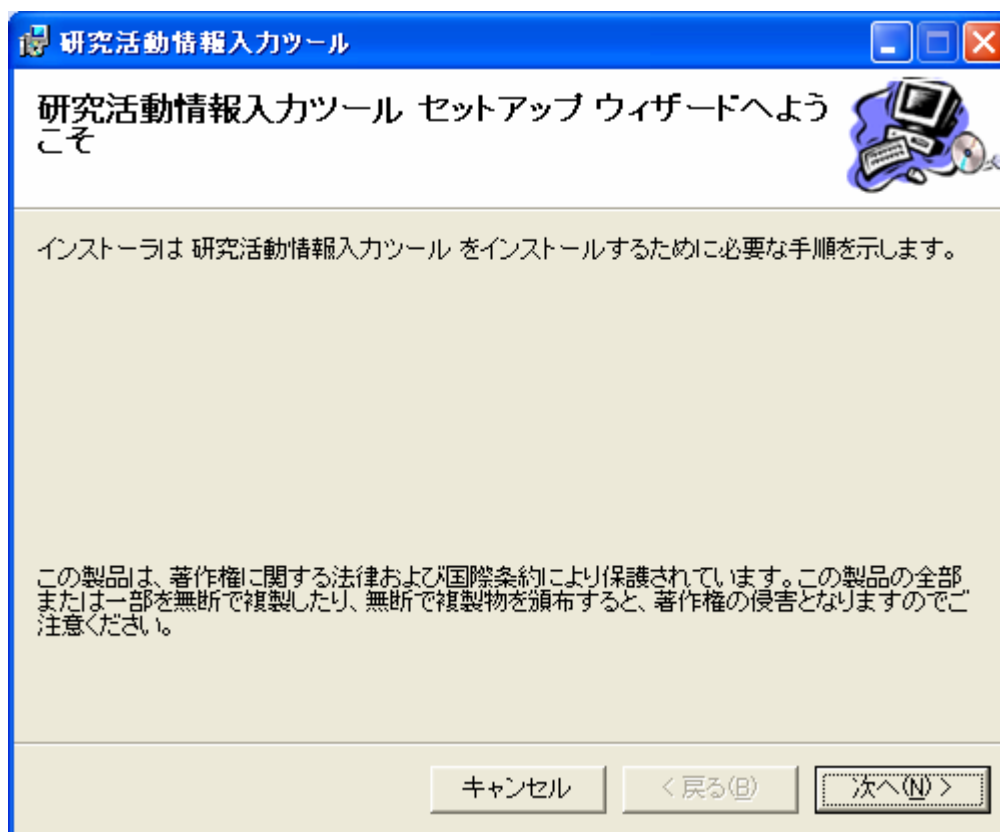 研究活動情報入力ツール
研究活動情報入力ツール セットアップ ウィザードへよう
こそ
インストーラは 研究活動情報入力ツール をインストールするために必要な手順を示します。
この製品は、著作権に関する法律および国際条約により保護されています。この製品の全部
または一部を無断で複製したり、無断で複製物を頒布すると、著作権の侵害となりますのでご
注意ください。
キャンセル
< 戻る(B)
次へ(N) >